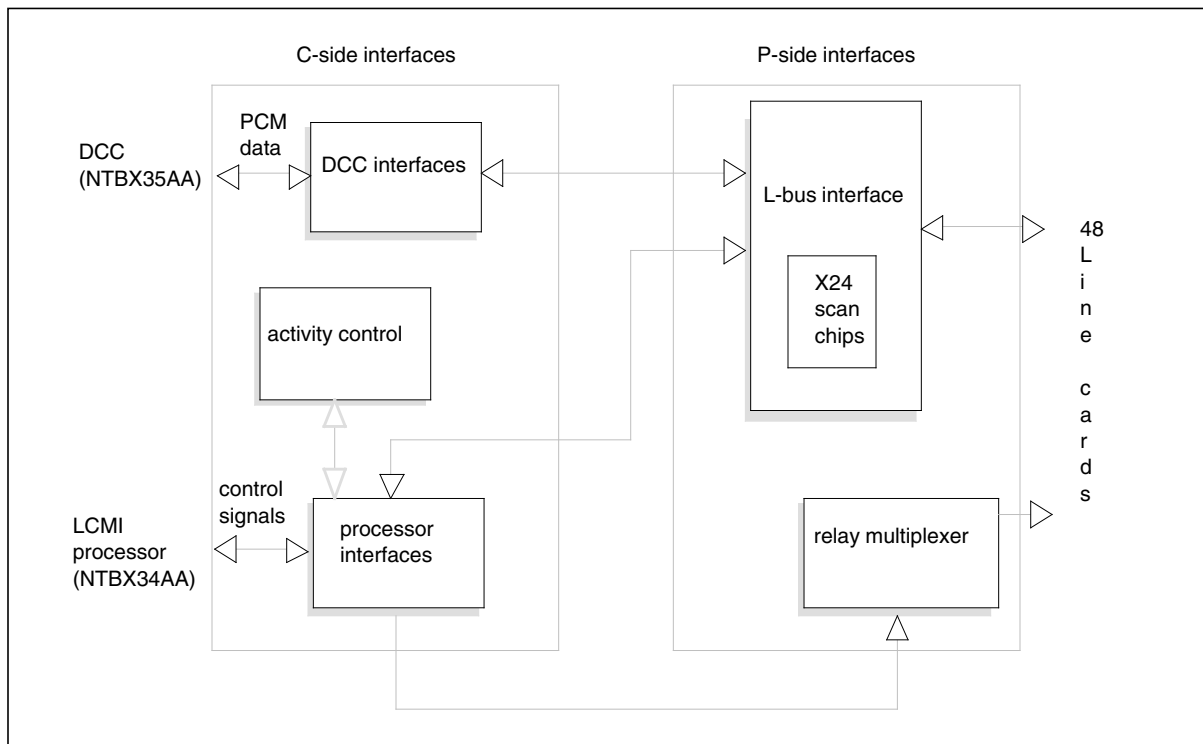 C-side interfaces
P-side interfaces
PCM
data
DCC
(NTBX35AA)
DCC interfaces
L-bus interface
X24
scan
chips
48
L
i
n
e
c
a
r
d
s
activity control
control
signals
LCMI
processor
(NTBX34AA)
processor
interfaces
relay multiplexer